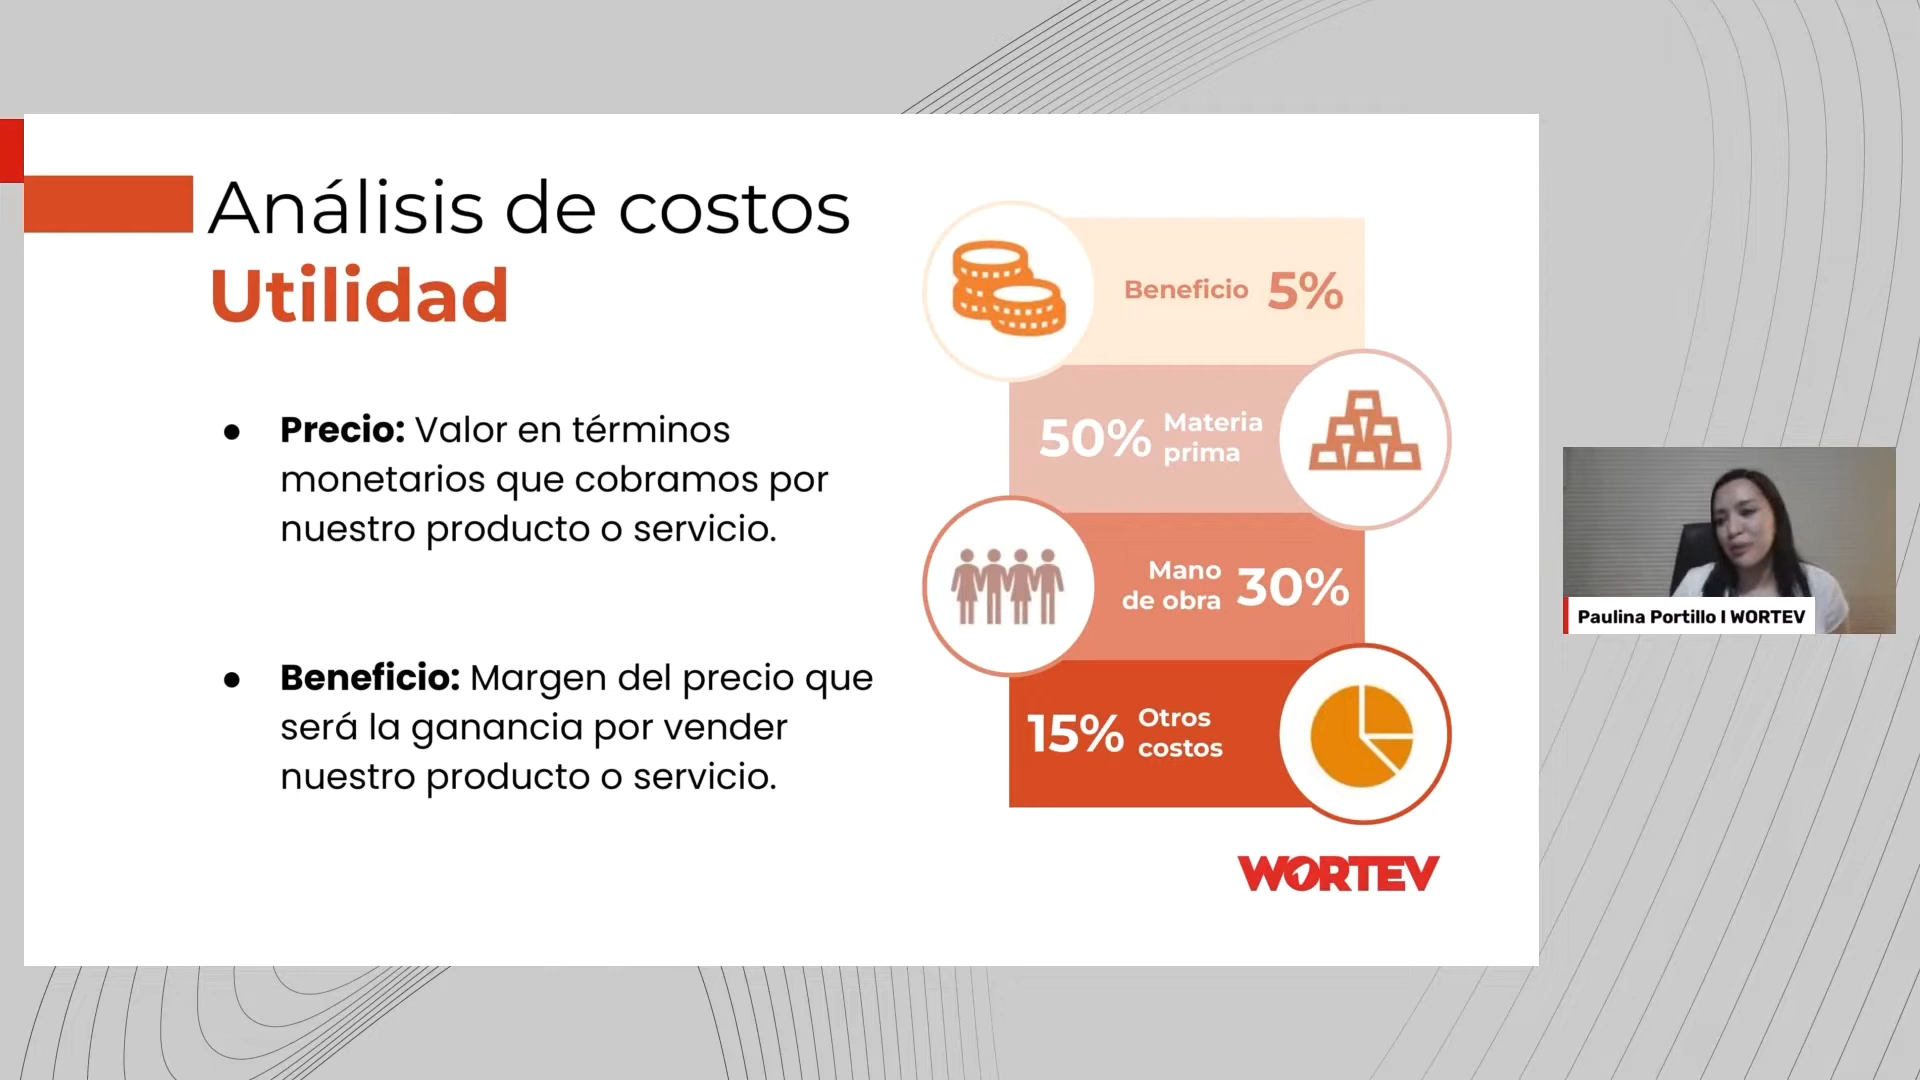 Análisis de costos
Utilidad
● Precio: Valor en términos
monetarios que cobramos por
nuestro producto o servicio.
● Beneficio: Margen del precio que
será la ganancia por vender
nuestro producto o servicio.
Beneficio 5%
50% Materia
prima
Mano
de obra 30%
15% Otros
costos
WORTEV
Paulina Portillo I WORTEV